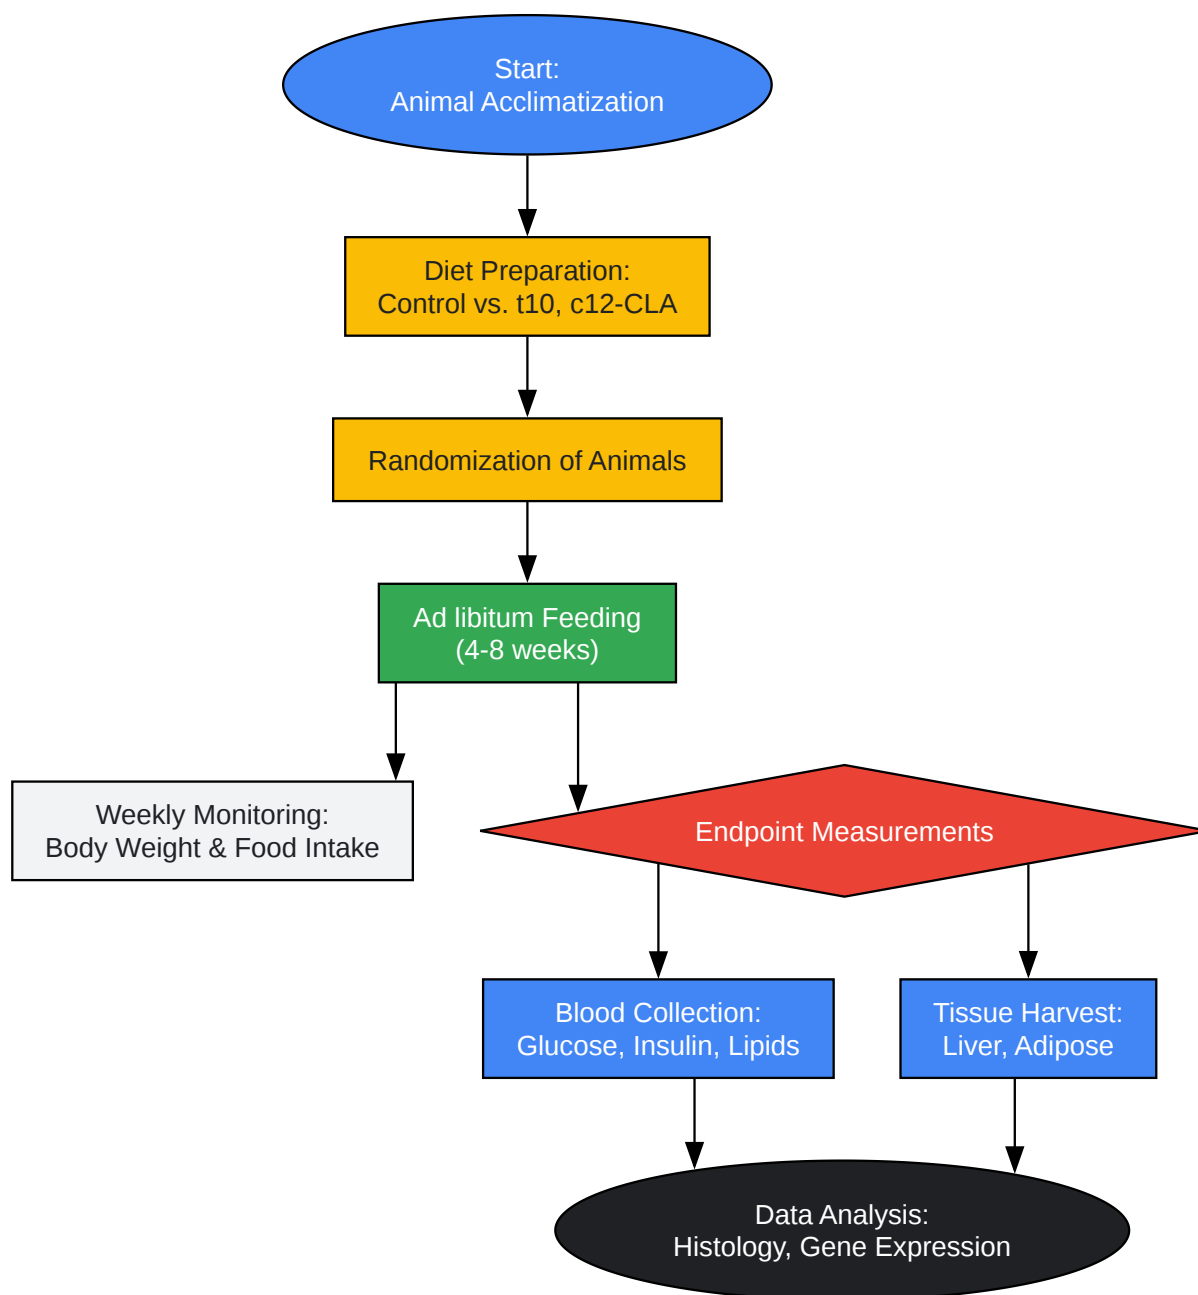 Start:
Animal Acclimatization
Diet Preparation:
Control vs. t10, c12-CLA
Randomization of Animals
Ad libitum Feeding
(4-8 weeks)
Weekly Monitoring:
Body Weight & Food Intake
Endpoint Measurements
Blood Collection:
Glucose, Insulin, Lipids
Tissue Harvest:
Liver, Adipose
Data Analysis:
Histology, Gene Expression